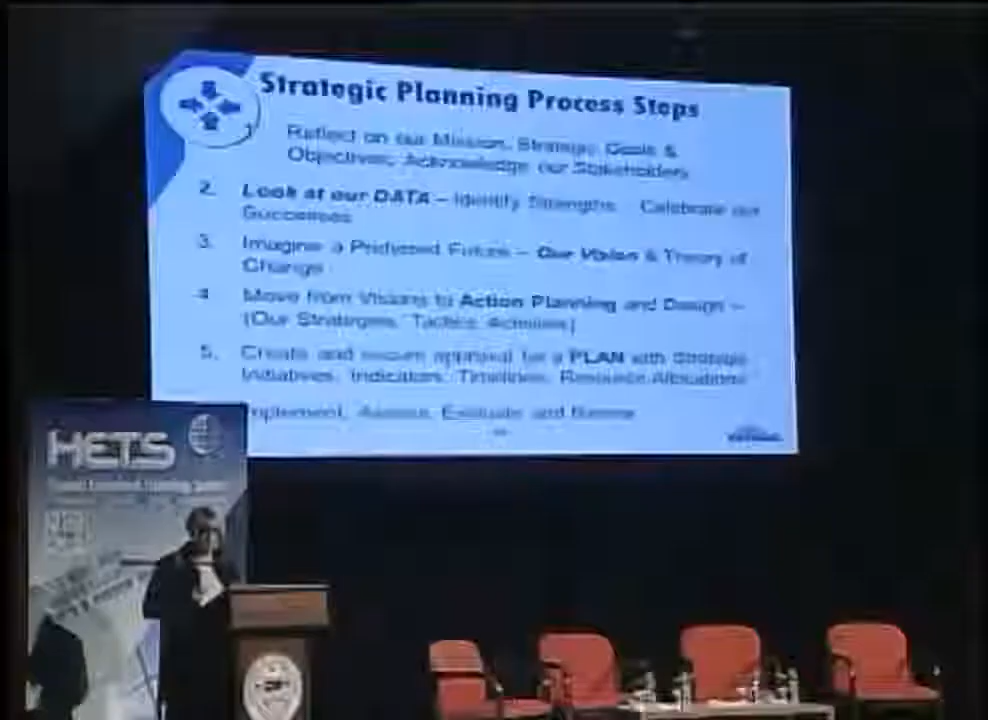 Strategic Planning Process Steps
Reflect on our Mission, Strategic Goals &
Objectives; Acknowledge our Stakeholders
2. Look at our DATA – Identify Strengths Celebrate our
Successes
3. Imagine a Preferred Future – Our Vision & Theory of
Change
4 Move from Visions to Action Planning and Design –
(Our Strategies, Tactics, Activities)
5. Create and secure approval for a PLAN with Strategic
Initiatives, Indicators, Timelines, Resource Allocations
Implement, Assess, Evaluate and
HETS